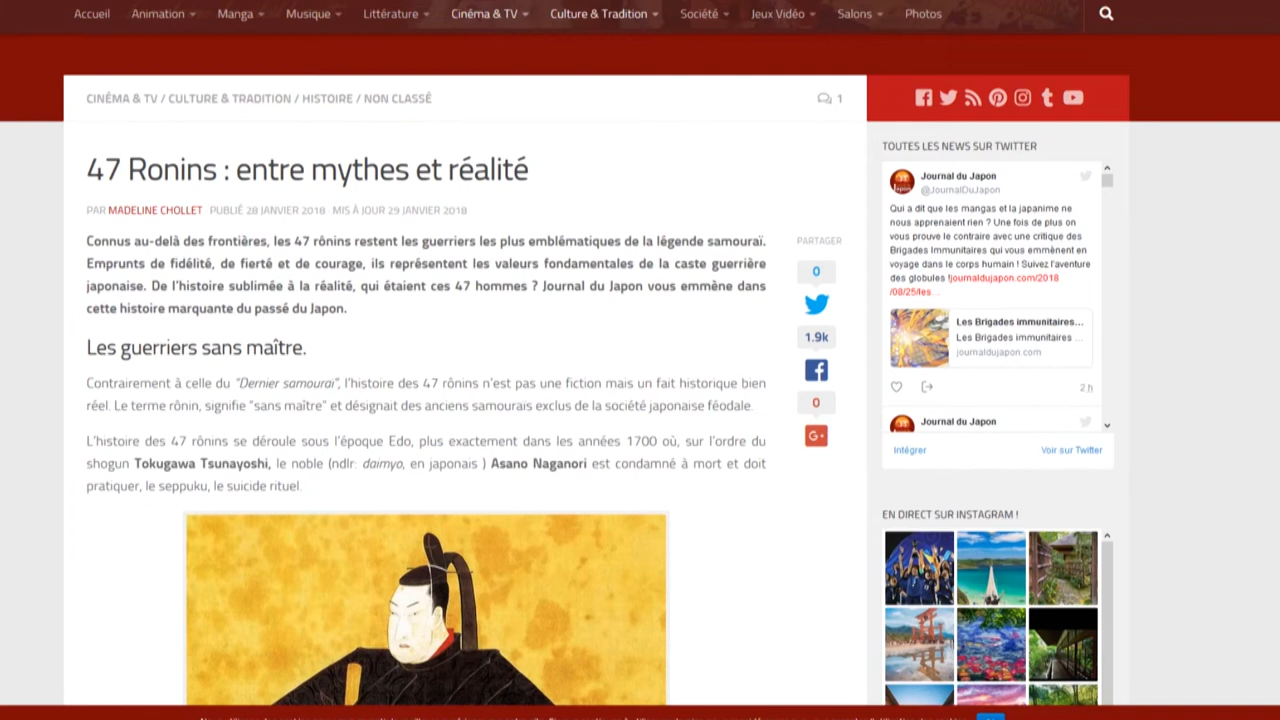 Accueil Animation Manga Musique Littérature Cinéma & TV Culture & Tradition Société Jeux Vidéo Salons Photos
CINÉMA & TV / CULTURE & TRADITION / HISTOIRE / NON CLASSÉ
1
47 Ronins : entre mythes et réalité
PAR MADELINE CHOLLET PUBLIÉ 28 JANVIER 2018 MIS À JOUR 29 JANVIER 2018
Connus au-delà des frontières, les 47 rônins restent les guerriers les plus emblématiques de la légende samouraï.
Emprunts de fidélité, dan lecté et de courage, ils représentent les valeurs fondamentales de la caste guerrière
japonaise. De l'histoire sublimée à la réalité, qui étaient ces 47 hommes ? Journal du Japon vous emmène dans
cette histoire marquante du passé du Japon.
Les guerriers sans maître.
Contrairement à celle du "Dernier samouraï", l'histoire des 47 rônins n'est pas une fiction mais un fait historique bien
réel. Le terme rônin, signifie "sans maître" et désignait des anciens samouraïs exclus de la société japonaise féodale.
L'histoire des 47 rônins se déroule sous l'époque Edo, plus exactement dans les années 1700 où, sur l'ordre du
shogun Tokugawa Tsunayoshi, le noble (ndlr: daimyo, en japonais ) Asano Naganori est condamné à mort et doit
pratiquer, le seppuku, le suicide rituel.
PARTAGER
0
1.9k
0
G+
TOUTES LES NEWS SUR TWITTER
Journal du Japon
@JournalDuJapon
Qui a dit que les mangas et la japanime ne
nous apprenaient rien ? Une fois de plus on
vous prouve le contraire avec une critique des
Brigades Immunitaires qui vous emmènent en
voyage dans le corps humain ! Suivez l'aventure
des globules !journaldujapon.com/2018
/08/25/les…
Les Brigades immunitaires...
Les Brigades immunitaires ...
journaldujapon.com
2 h
Journal du Japon
Intégrer Voir sur Twitter
EN DIRECT SUR INSTAGRAM !